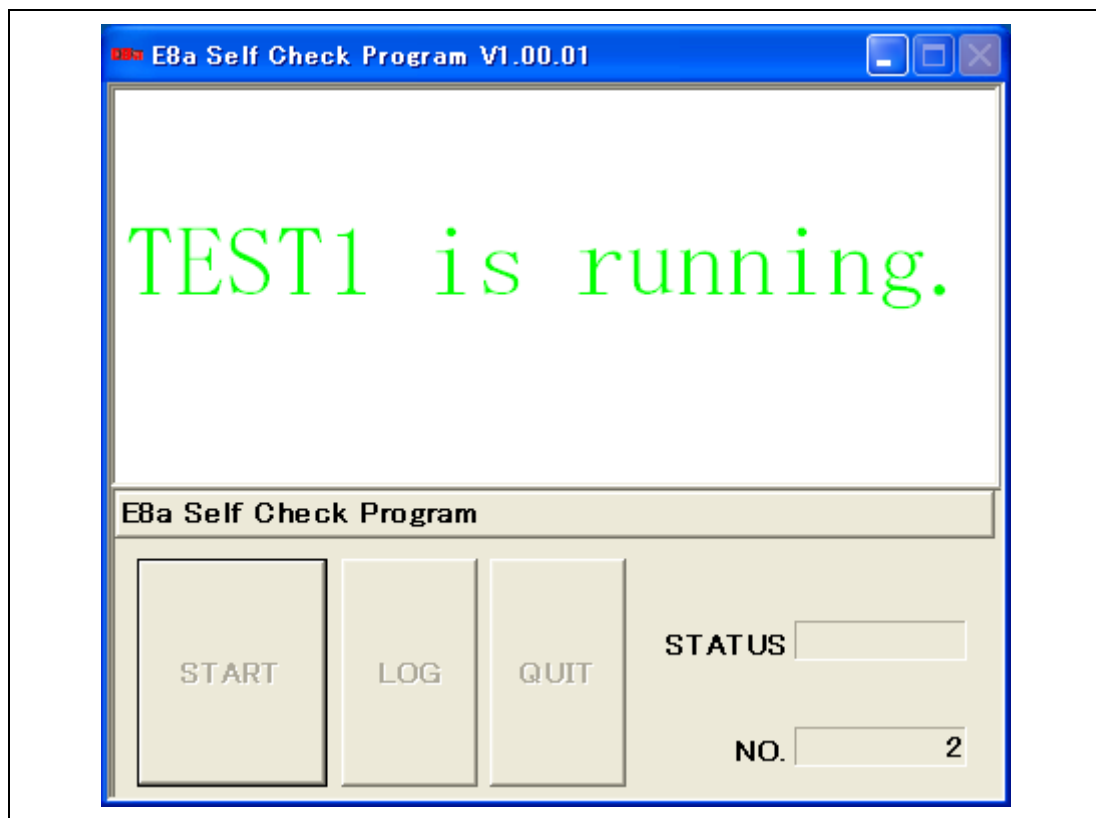 E8a E8a Self Check Program V1.00.01
TEST1 is running.
E8a Self Check Program
START LOG QUIT
STATUS
NO. 2